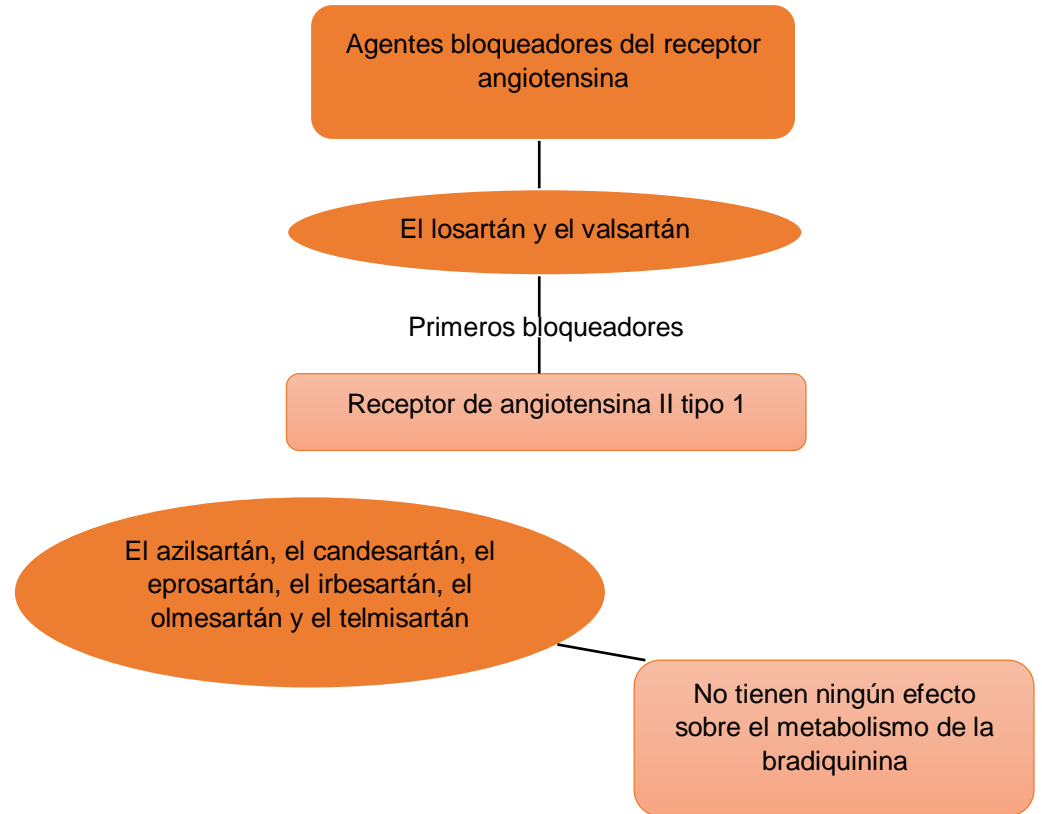 Agentes bloqueadores del receptor
angiotensina
El losartán y el valsartán
Primeros bloqueadores
Receptor de angiotensina II tipo 1
El azilsartán, el candesartán, el
eprosartán, el irbesartán, el
olmesartán y el telmisartán
No tienen ningún efecto
sobre el metabolismo de la
bradiquinina